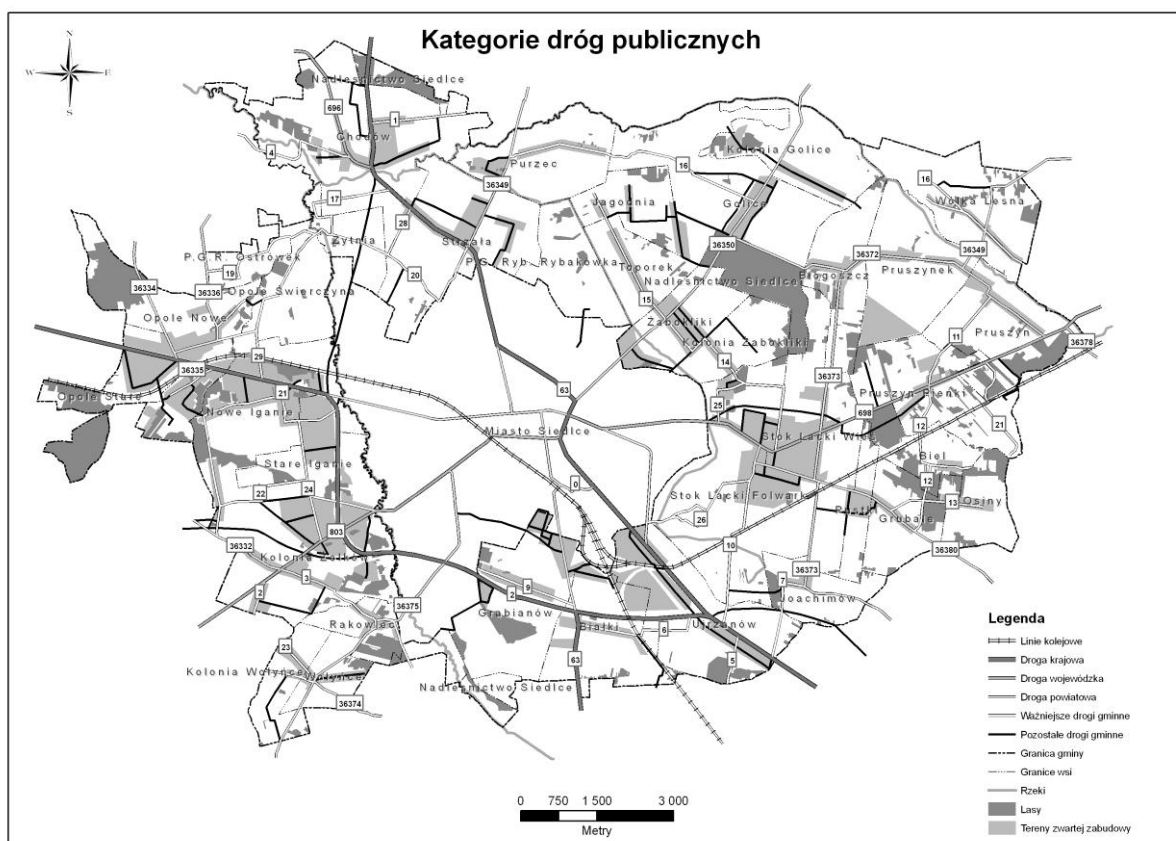 Kategorie dróg publicznych
N
W E
S
Nadleśnictwo Siedlce
696
1
Chodów
4
Purzec
Kolonia Golice
16
36349
16
17
Jagodnia
Golice
Wólka Leśna
28
Strzała
36350
36349
Żytnia
36372
P.G. Ryb. Rybakówka
Błogoszcz
Pruszynek
P.G.R. Ostrówek
20
Toporek
19
Nadleśnictwo Siedlce
36334
36336
Opole Świerczyna
15
Opole Nowe
Żabokliki
Pruszyn
11
Kolonia Żabokliki
36378
29
14
36335
36373
63
Opole Stare
21
Pruszyn Pieńki
25
Nowe Iganie
698
Miasto Siedlce
12
21
Stok Lacki Wieś
Biel
Stare Iganie
0
12
22
24
Stok Lacki Folwark
13
Osiny
Pustki
26
Grubale
803
10
36332
36380
Kolonia Żelków
36373
3
7
2
9
Joachimów
2
36375
Grabianów
Rakowiec
Białki
6
Ujrzanów
23
63
5
Kolonia Wołyńce
Wołyńce
Nadleśnictwo Siedlce
36374
Legenda
Linie kolejowe
Droga krajowa
Droga wojewódzka
Droga powiatowa
Ważniejsze drogi gminne
Pozostałe drogi gminne
Granica gminy
Granice wsi
Rzeki
Lasy
Tereny zwartej zabudowy
0 750 1 500 3 000
Metry